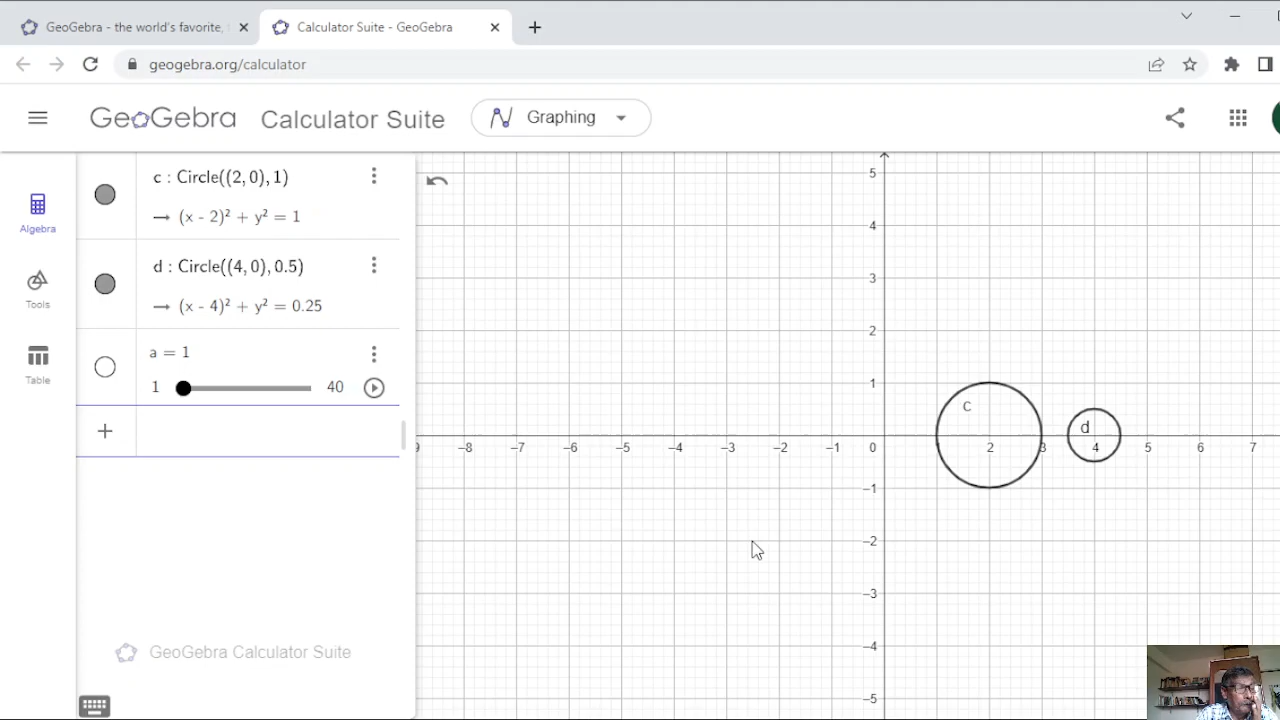 GeoGebra - the world's favorite,
Calculator Suite - GeoGebra
geogebra.org/calculator
GeoGebra
Calculator Suite
Graphing
Algebra
Tools
Table
c : Circle((2, 0), 1)
→ (x - 2)² + y² = 1
d : Circle((4, 0), 0.5)
→ (x - 4)² + y² = 0.25
a = 1
1
40
GeoGebra Calculator Suite
5
4
3
2
1
c
d
9 −8 −7 −6 −5 −4 −3 −2 −1 0 2 3 4 5 6 7
−1
−2
−3
−4
−5